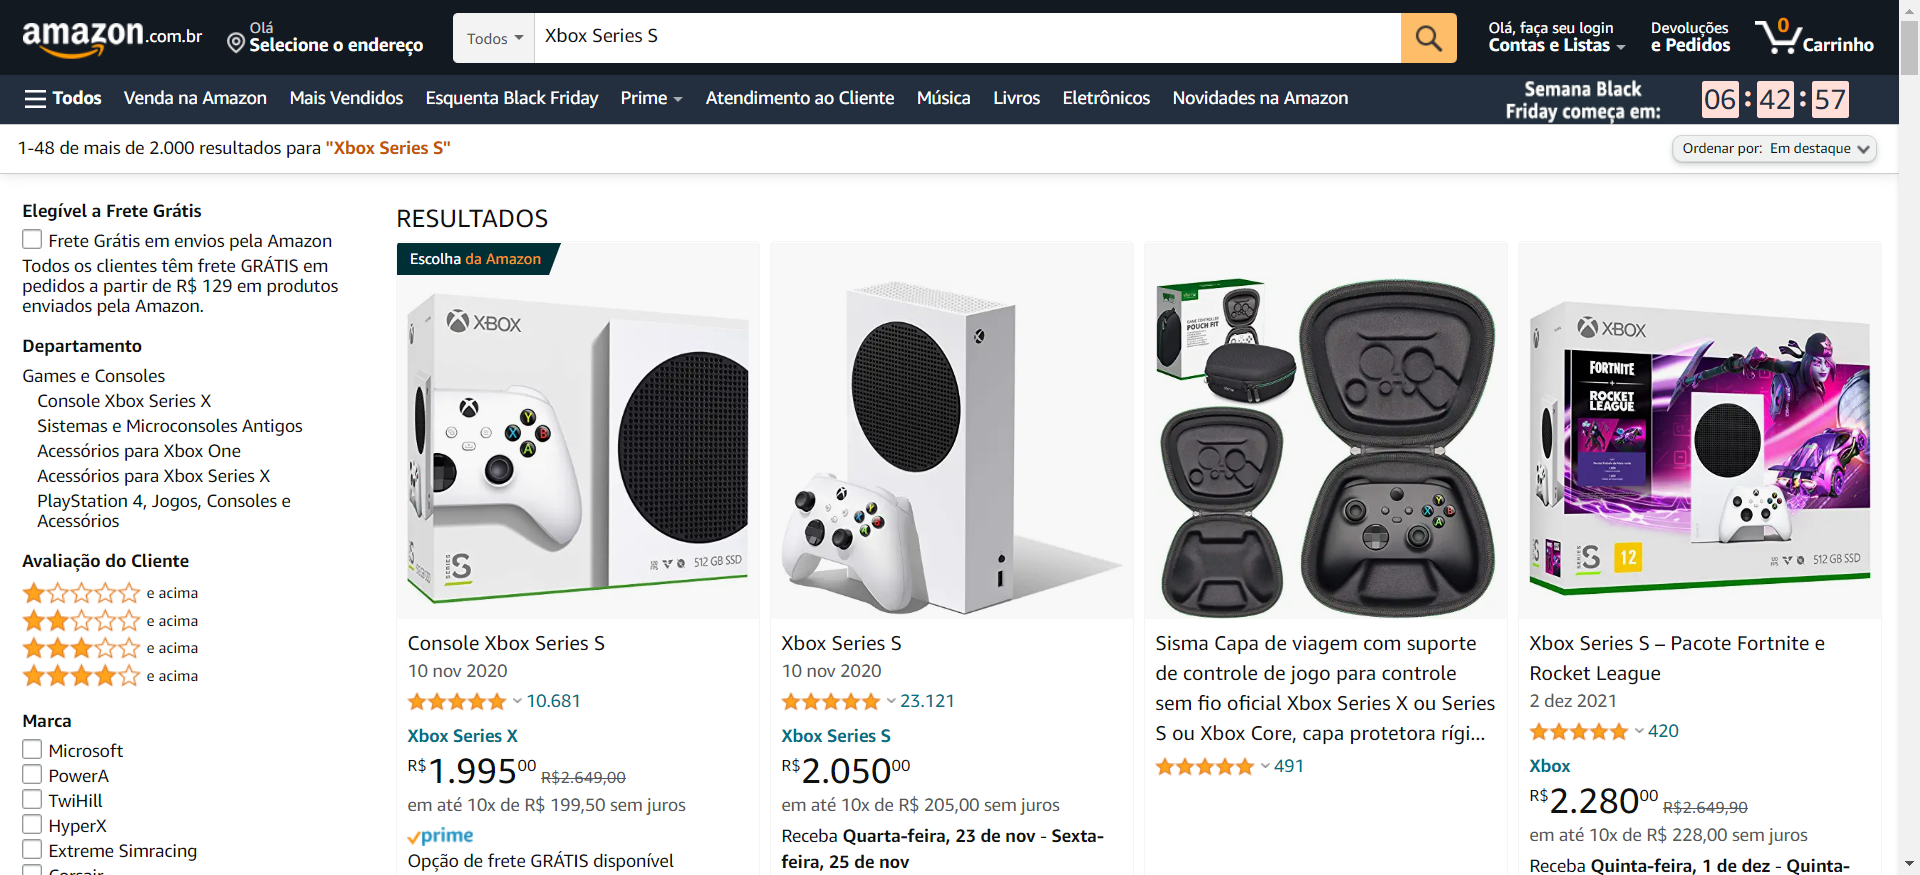 amazon.com.br
Olá
Selecione o endereço
Todos
Xbox Series S
Olá, faça seu login
Contas e Listas
Devoluções
e Pedidos
0
Carrinho
Todos
Venda na Amazon
Mais Vendidos
Esquenta Black Friday
Prime
Atendimento ao Cliente
Música
Livros
Eletrônicos
Novidades na Amazon
Semana Black
Friday começa em:
06 : 42 : 57
1-48 de mais de 2.000 resultados para "Xbox Series S"
Ordenar por: Em destaque
Elegível a Frete Grátis
Frete Grátis em envios pela Amazon
Todos os clientes têm frete GRÁTIS em
pedidos a partir de R$ 129 em produtos
enviados pela Amazon.
Departamento
Games e Consoles
Console Xbox Series X
Sistemas e Microconsoles Antigos
Acessórios para Xbox One
Acessórios para Xbox Series X
PlayStation 4, Jogos, Consoles e
Acessórios
Avaliação do Cliente
e acima
e acima
e acima
e acima
Marca
Microsoft
PowerA
TwiHill
HyperX
Extreme Simracing
Corsair
RESULTADOS
Escolha da Amazon
XBOX
Y
X B
A
SERIES S
512 GB SSD
Console Xbox Series S
10 nov 2020
10.681
Xbox Series X
R$1.99500 R$2.649,00
em até 10x de R$ 199,50 sem juros
prime
Opção de frete GRÁTIS disponível
Xbox Series S
10 nov 2020
23.121
Xbox Series S
R$2.05000
em até 10x de R$ 205,00 sem juros
Receba Quarta-feira, 23 de nov - Sexta-
feira, 25 de nov
GAME CONTROLLER
POUCH FIT
Sisma Capa de viagem com suporte
de controle de jogo para controle
sem fio oficial Xbox Series X ou Series
S ou Xbox Core, capa protetora rígi...
491
XBOX
FORTNITE
+
ROCKET
LEAGUE
SERIES S
12
512 GB SSD
Xbox Series S – Pacote Fortnite e
Rocket League
2 dez 2021
420
Xbox
R$2.28000 R$2.649,90
em até 10x de R$ 228,00 sem juros
Receba Quinta-feira, 1 de dez - Quinta-